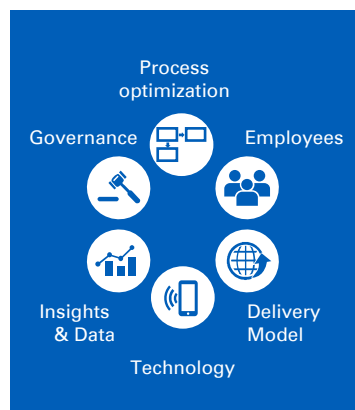 Process
optimization
Governance
Employees
Insights
& Data
Delivery
Model
Technology